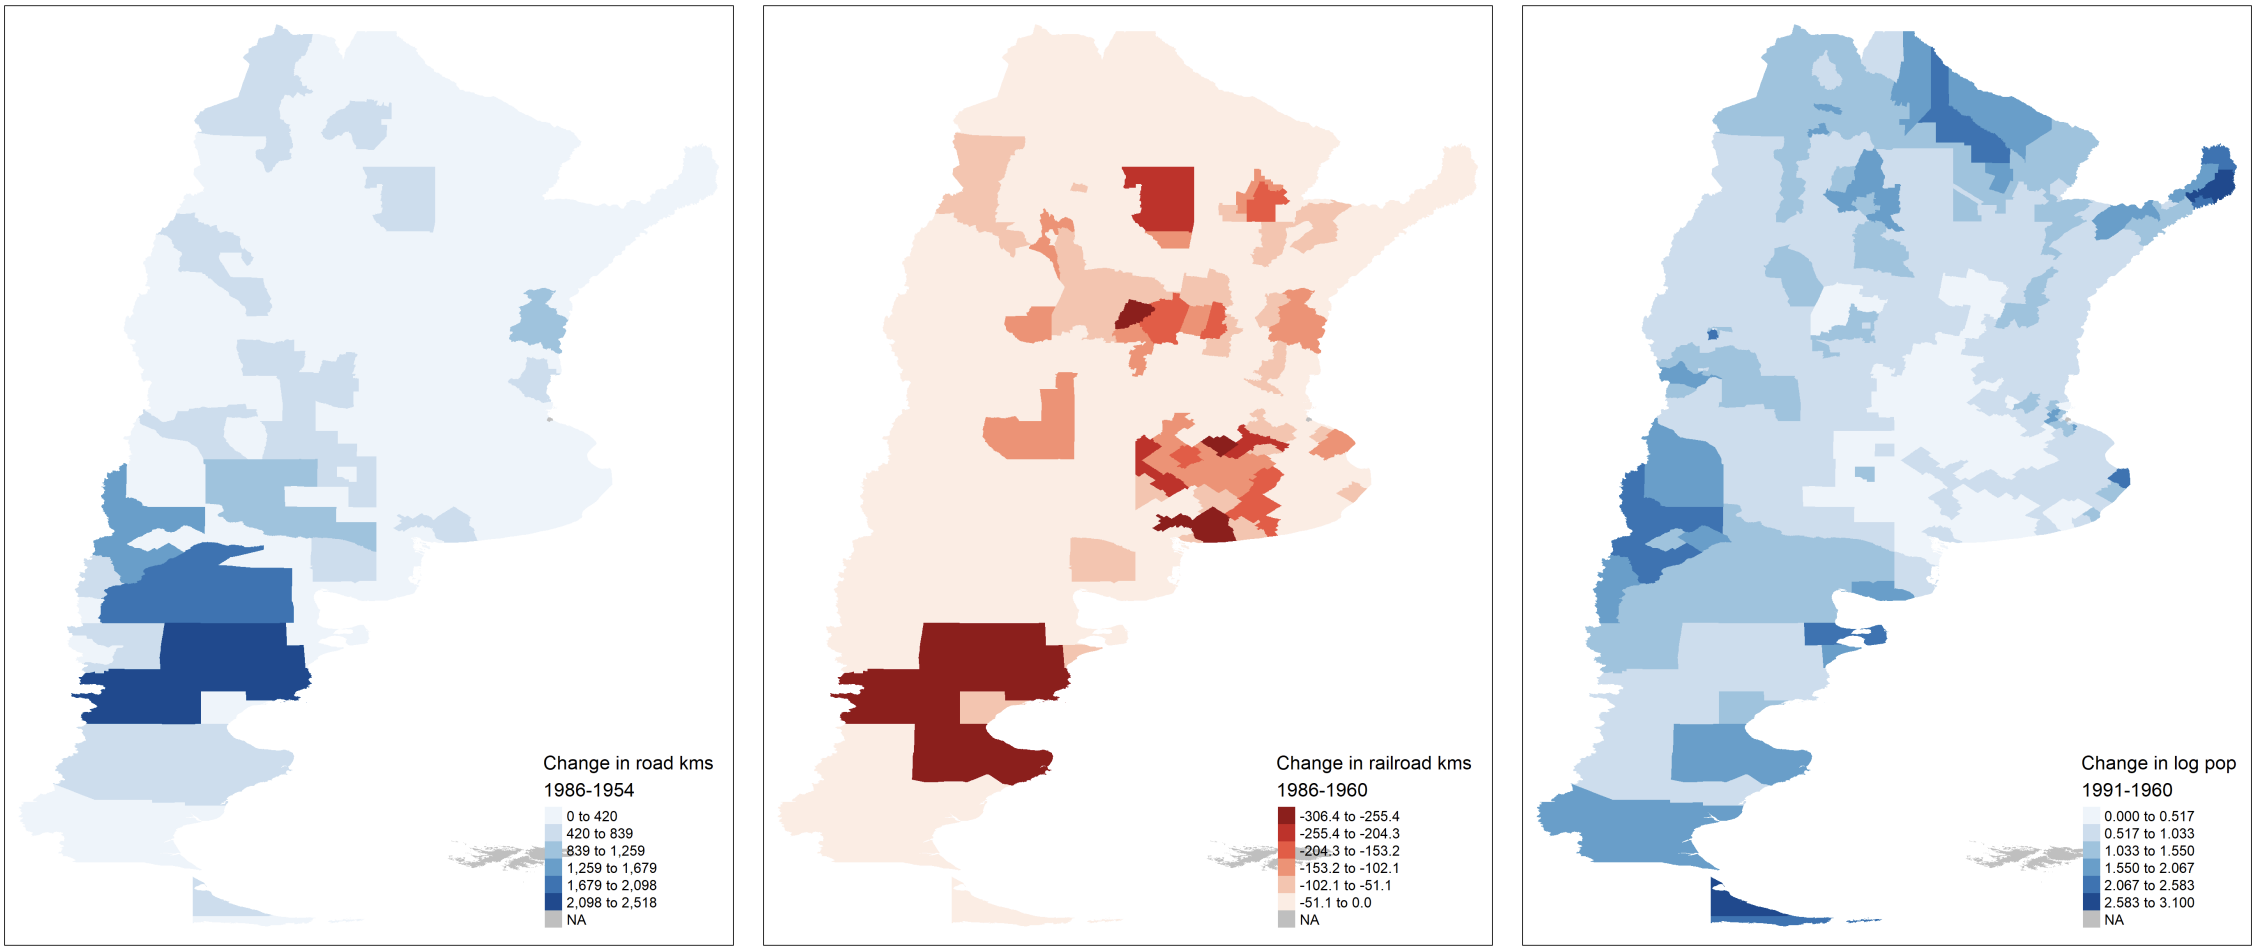 Change in road kms
1986-1954
0 to 420
420 to 839
839 to 1,259
1,259 to 1,679
1,679 to 2,098
2,098 to 2,518
NA
Change in railroad kms
1986-1960
-306.4 to -255.4
-255.4 to -204.3
-204.3 to -153.2
-153.2 to -102.1
-102.1 to -51.1
-51.1 to 0.0
NA
Change in log pop
1991-1960
0.000 to 0.517
0.517 to 1.033
1.033 to 1.550
1.550 to 2.067
2.067 to 2.583
2.583 to 3.100
NA